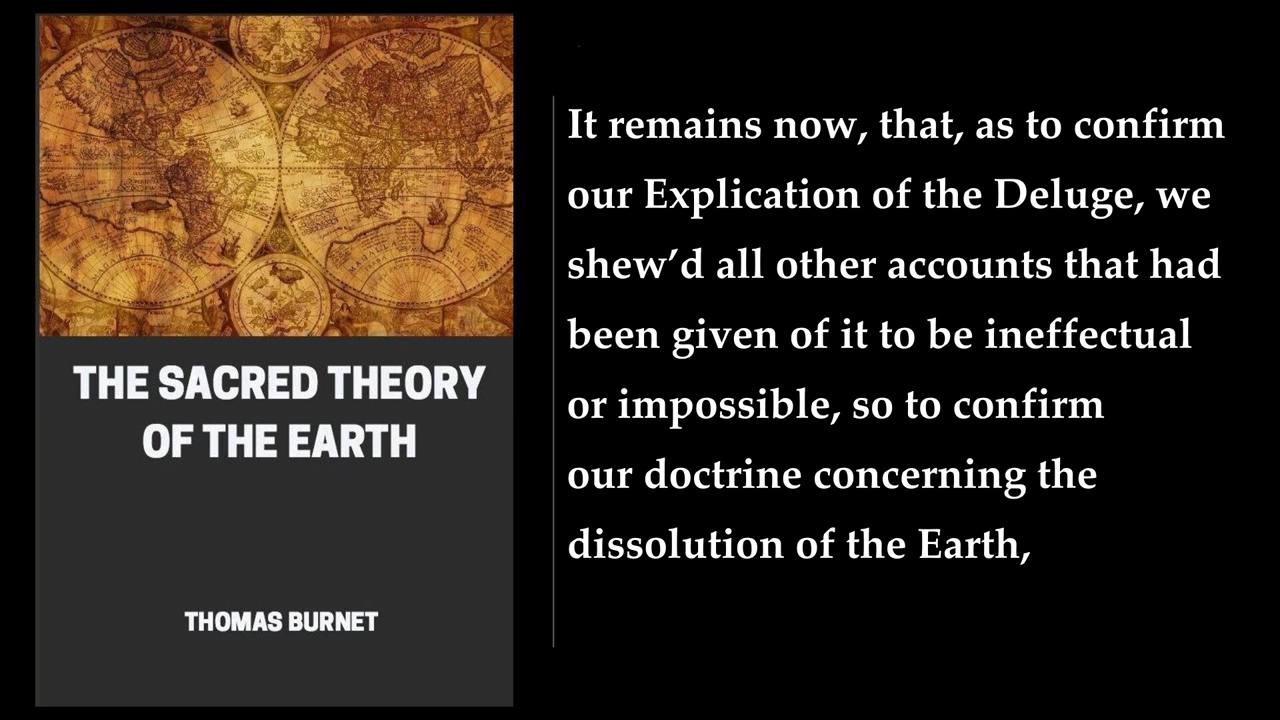 THE SACRED THEORY
OF THE EARTH
THOMAS BURNET
It remains now, that, as to confirm
our Explication of the Deluge, we
shew’d all other accounts that had
been given of it to be ineffectual
or impossible, so to confirm
our doctrine concerning the
dissolution of the Earth,